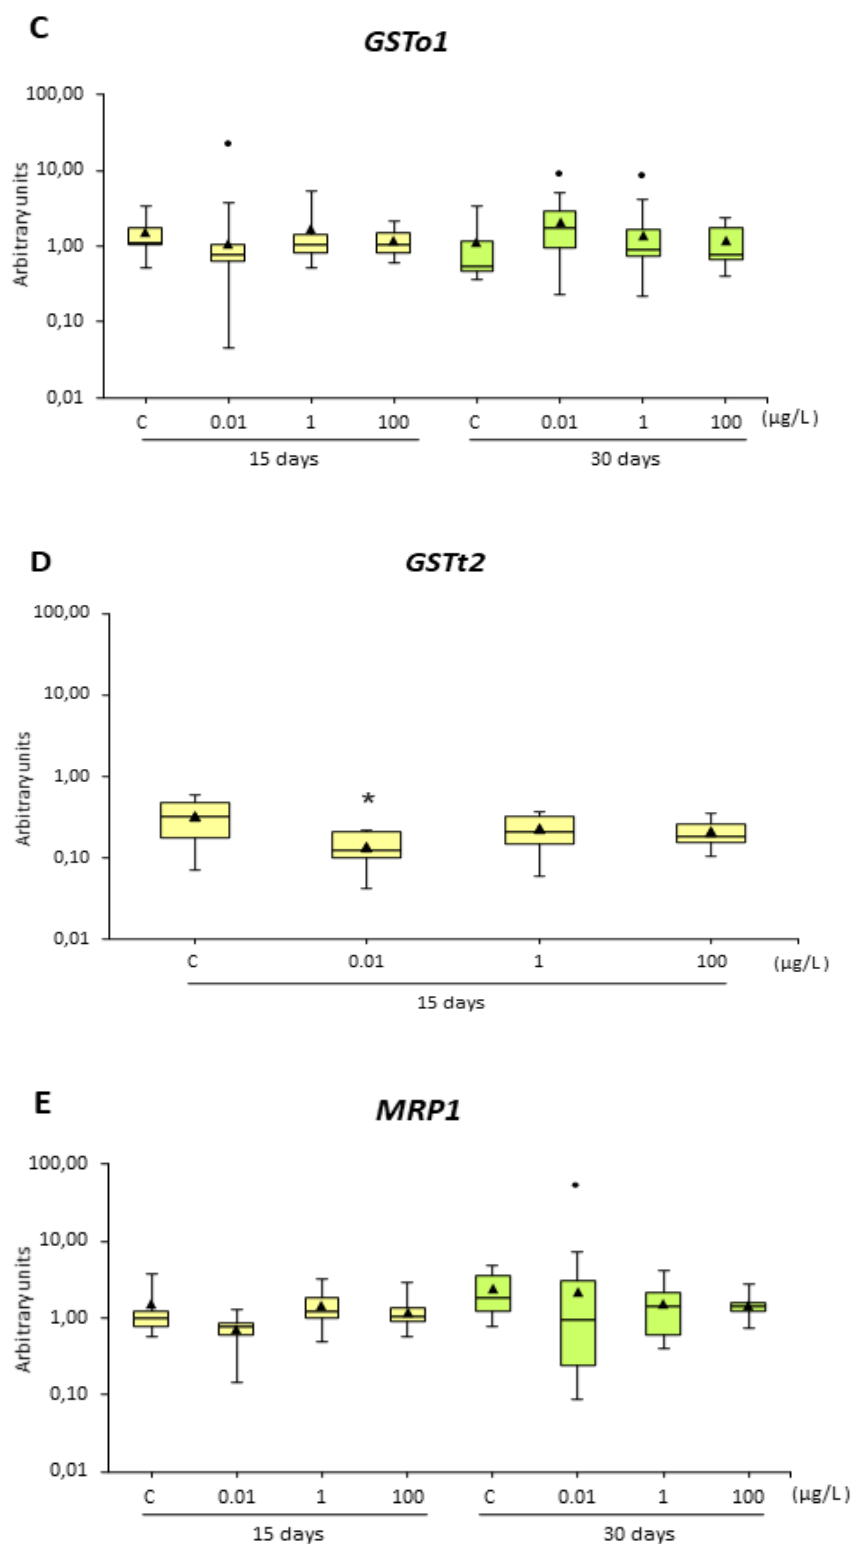 C
GSTo1
Arbitrary units
100,00
10,00
1,00
0,10
0,01
C 0.01 1 100 C 0.01 1 100 (µg/L)
15 days 30 days
D
GSTt2
Arbitrary units
100,00
10,00
1,00
0,10
0,01
*
C 0.01 1 100 (µg/L)
15 days
E
MRP1
Arbitrary units
100,00
10,00
1,00
0,10
0,01
C 0.01 1 100 C 0.01 1 100 (µg/L)
15 days 30 days